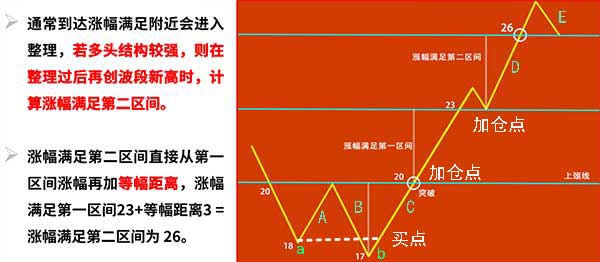 通常到达涨幅满足附近会进入
整理，若多头结构较强，则在
整理过后再创波段新高时，计
算涨幅满足第二区间。
涨幅满足第二区间直接从第一
区间涨幅再加等幅距离，涨幅
满足第一区间23+等幅距离3 =
涨幅满足第二区间为 26。
E
26
涨幅满足第二区间
D
23
加仓点
涨幅满足第一区间
20
加仓点
上颈线
20
A
B
C
突破
18
a
买点
17
b